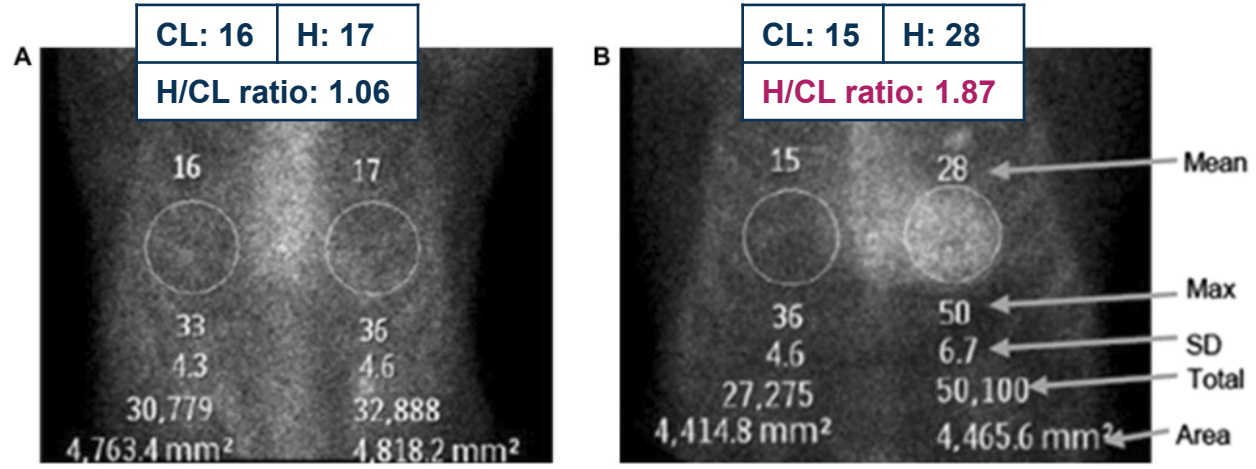 A
CL: 16 H: 17
H/CL ratio: 1.06
16 17
33 36
4.3 4.6
30,779 32,888
4,763.4 mm² 4,818.2 mm²
B
CL: 15 H: 28
H/CL ratio: 1.87
15 28 Mean
36 50 Max
4.6 6.7 SD
27,275 50,100 Total
4,414.8 mm² 4,465.6 mm² Area